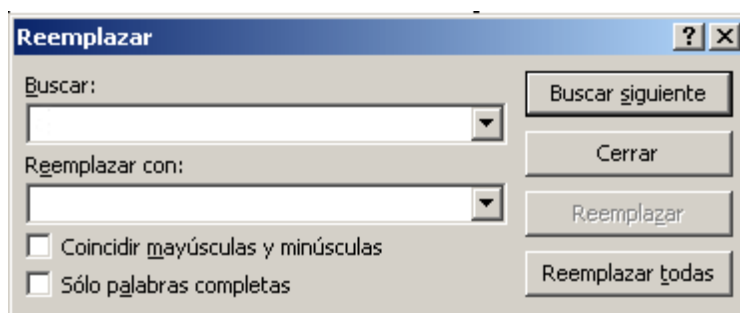 Reemplazar
Buscar:
Buscar siguiente
Cerrar
Reemplazar con:
Reemplazar
Coincidir mayúsculas y minúsculas
Sólo palabras completas
Reemplazar todas